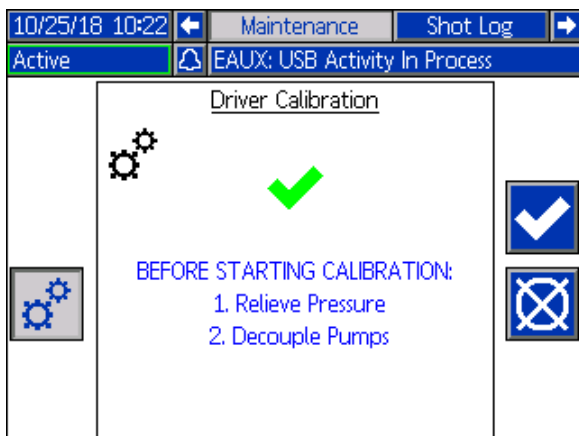 10/25/18 10:22 Maintenance Shot Log
Active EAUX: USB Activity In Process
Driver Calibration
BEFORE STARTING CALIBRATION:
1. Relieve Pressure
2. Decouple Pumps